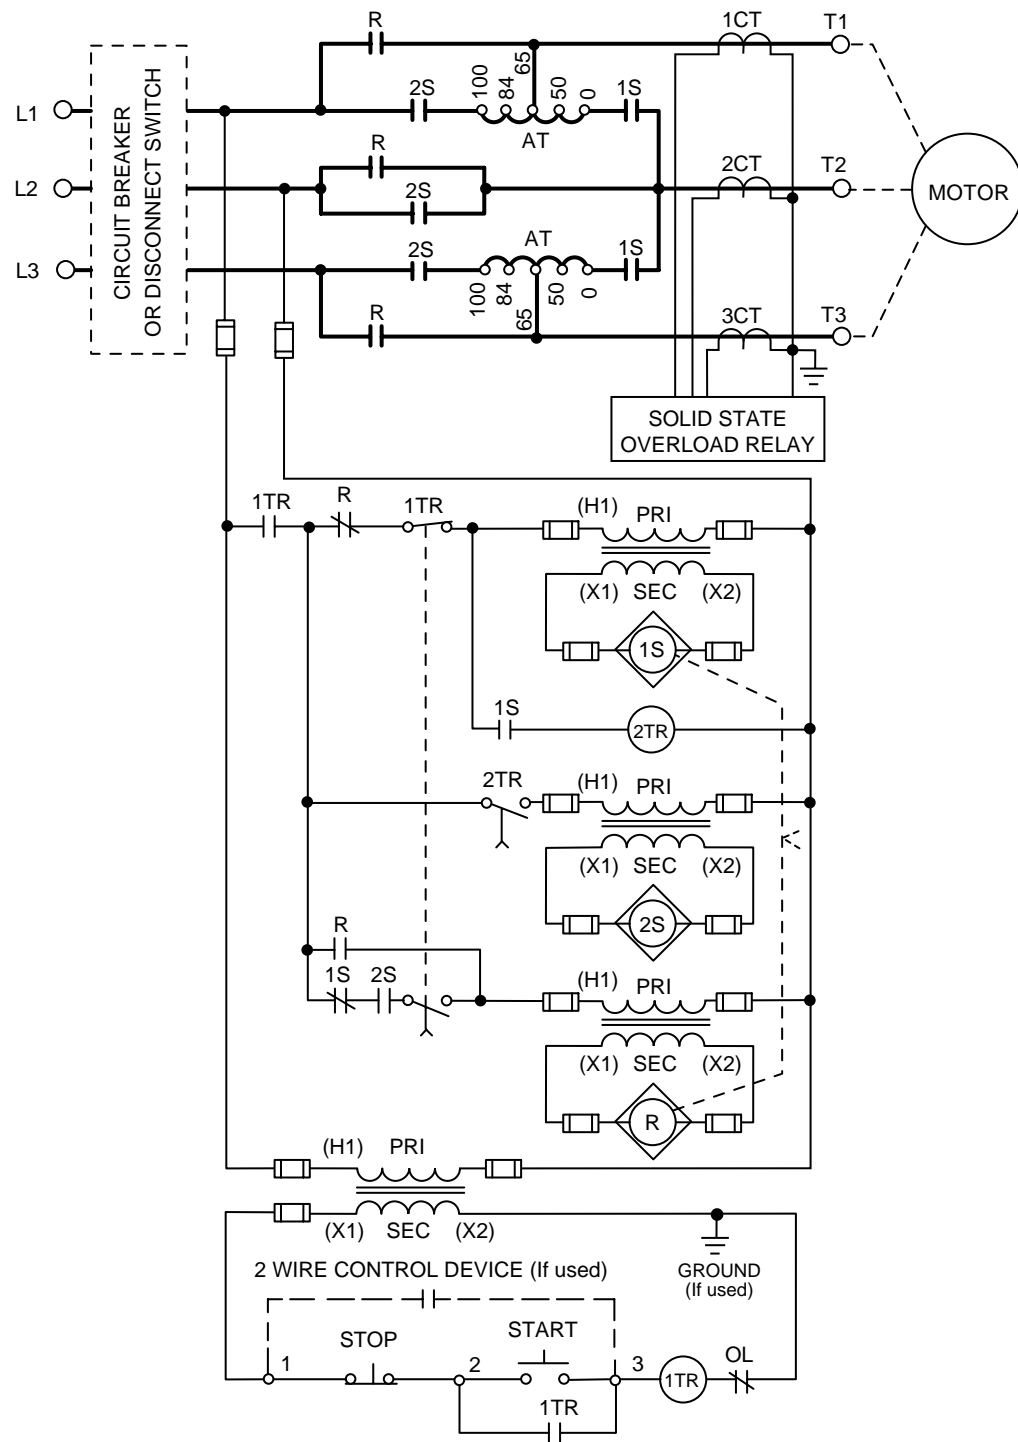 R
1CT
T1
100
84
65
50
0
2S
1S
L1
AT
CIRCUIT BREAKER
OR DISCONNECT SWITCH
R
L2
2S
2CT
T2
MOTOR
AT
2S
1S
L3
100
84
65
50
0
R
3CT
T3
SOLID STATE
OVERLOAD RELAY
1TR
R
1TR
(H1)
PRI
(X1)
SEC
(X2)
1S
1S
2TR
2TR
(H1)
PRI
(X1)
SEC
(X2)
2S
R
1S
2S
(H1)
PRI
(X1)
SEC
(X2)
R
(H1)
PRI
(X1)
SEC
(X2)
2 WIRE CONTROL DEVICE (If used)
GROUND
(If used)
STOP
START
1
2
3
1TR
OL
1TR